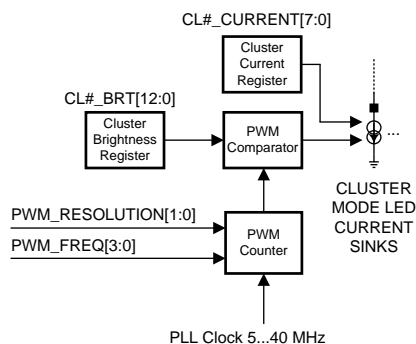 CL#_CURRENT[7:0]
Cluster
Current
Register
CL#_BRT[12:0]
Cluster
Brightness
Register
PWM
Comparator
...
CLUSTER
MODE LED
CURRENT
SINKS
PWM_RESOLUTION[1:0]
PWM_FREQ[3:0]
PWM
Counter
PLL Clock 5...40 MHz